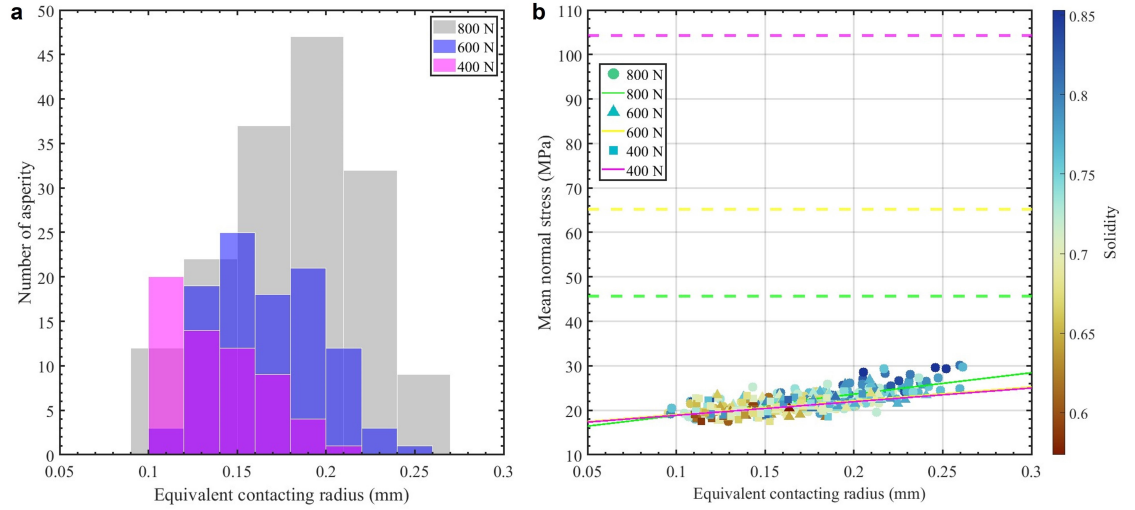 a
50
45
40
35
30
25
20
15
10
5
0
Number of asperity
0.05
0.1
0.15
0.2
0.25
0.3
Equivalent contacting radius (mm)
800 N
600 N
400 N
b
110
100
90
80
70
60
50
40
30
20
10
Mean normal stress (MPa)
0.05
0.1
0.15
0.2
0.25
0.3
Equivalent contacting radius (mm)
800 N
800 N
600 N
600 N
400 N
400 N
0.85
0.8
0.75
0.7
0.65
0.6
Solidity